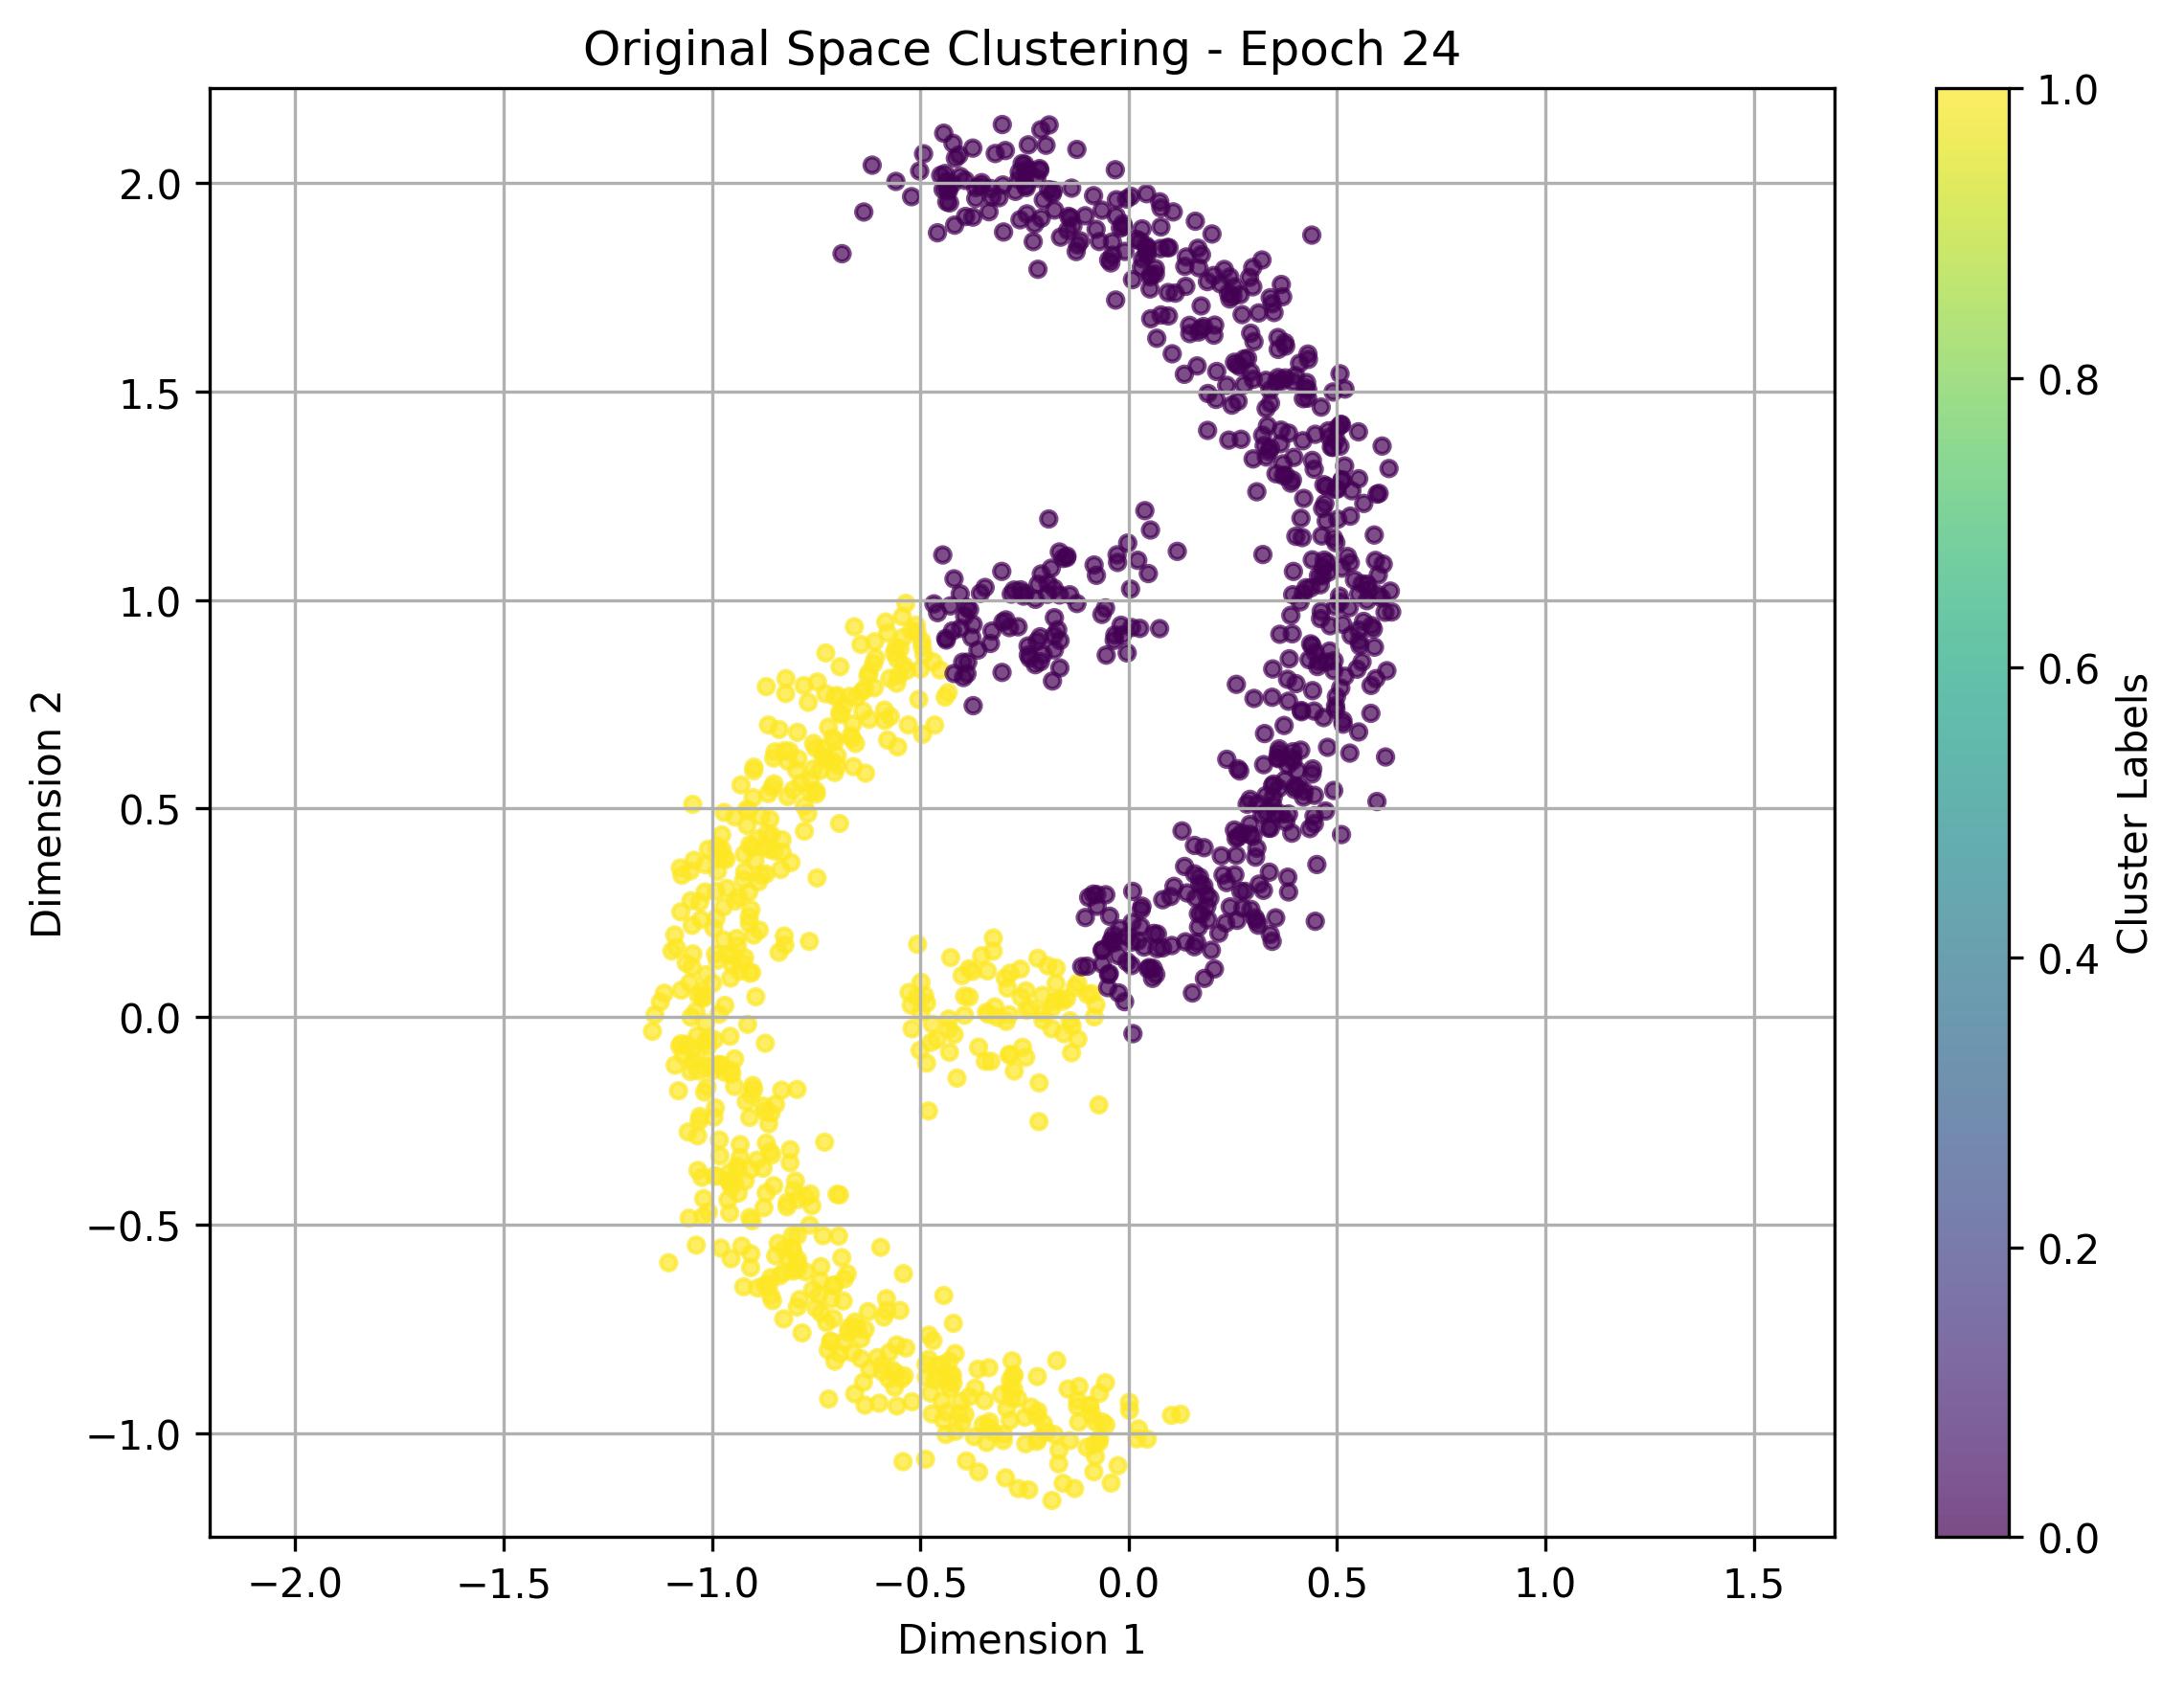 Original Space Clustering - Epoch 24
1.0
2.0
0.8
1.5
1.0
0.6
Dimension 2
Cluster Labels
0.5
0.4
0.0
0.2
−0.5
−1.0
0.0
−2.0 −1.5 −1.0 −0.5 0.0 0.5 1.0 1.5
Dimension 1